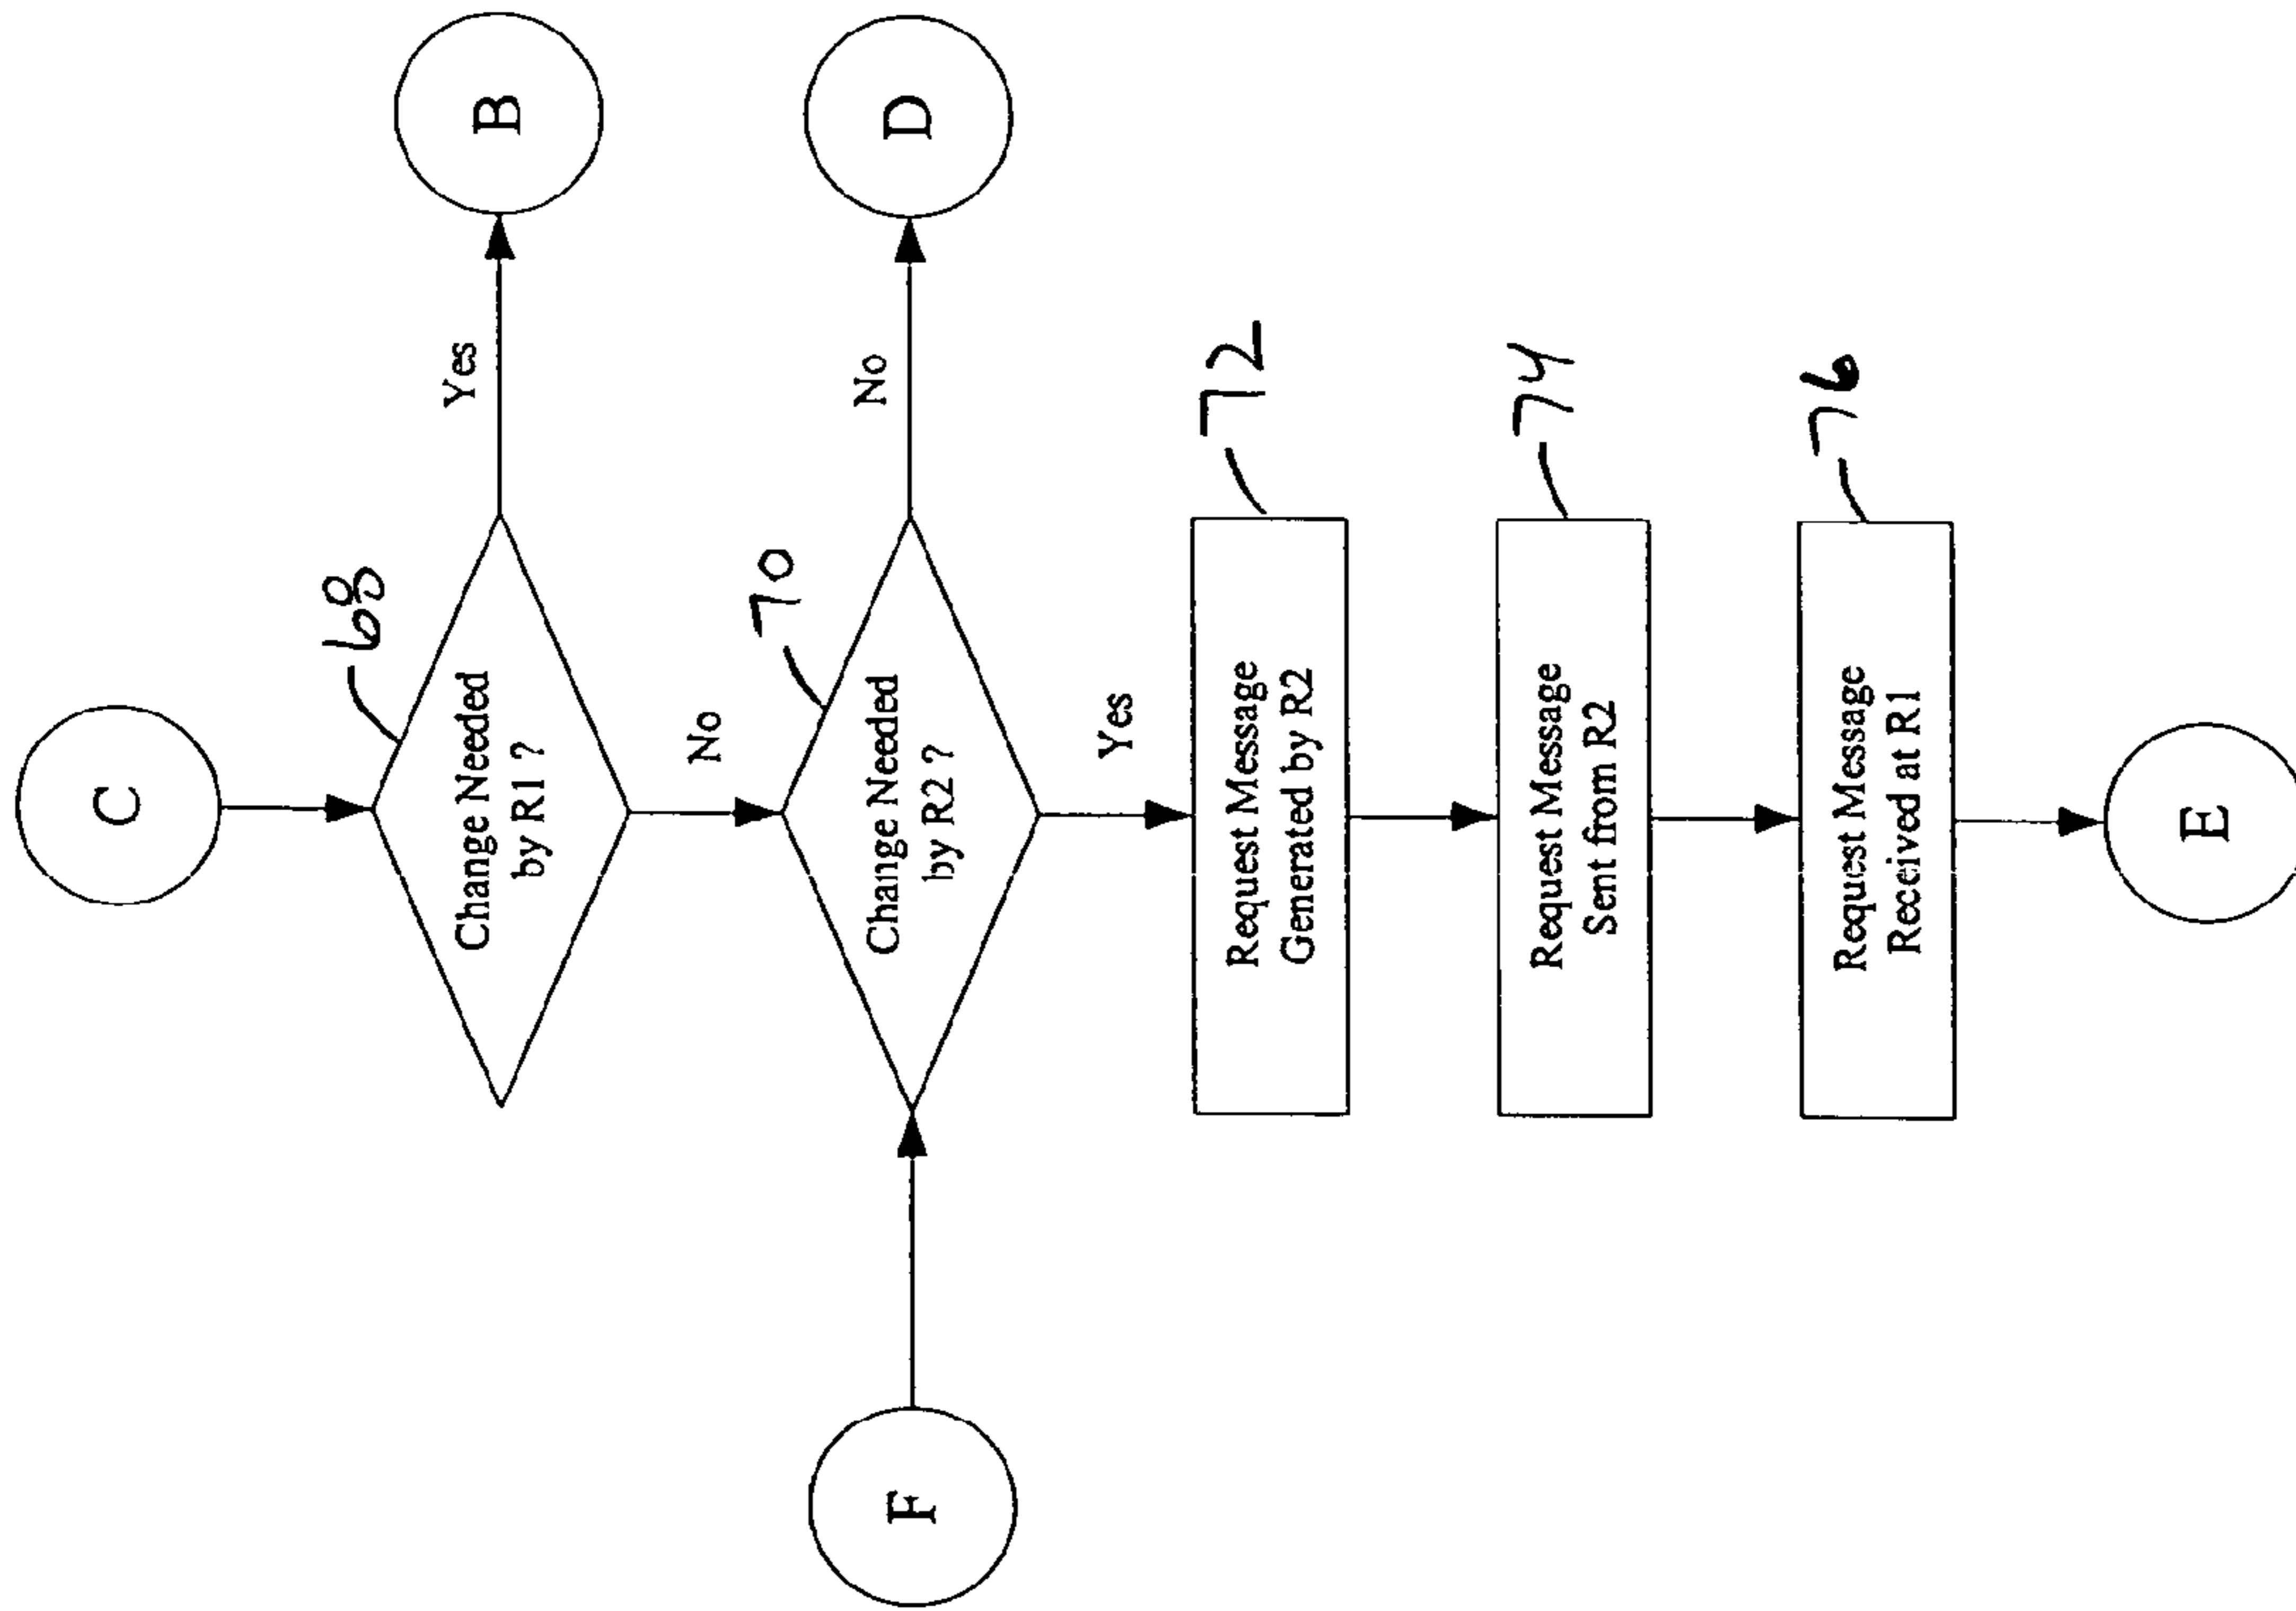 C
68
Change Needed
by R1 ?
Yes
B
No
70
F
Change Needed
by R2 ?
No
D
Yes
72
Request Message
Generated by R2
74
Request Message
Sent from R2
76
Request Message
Received at R1
E